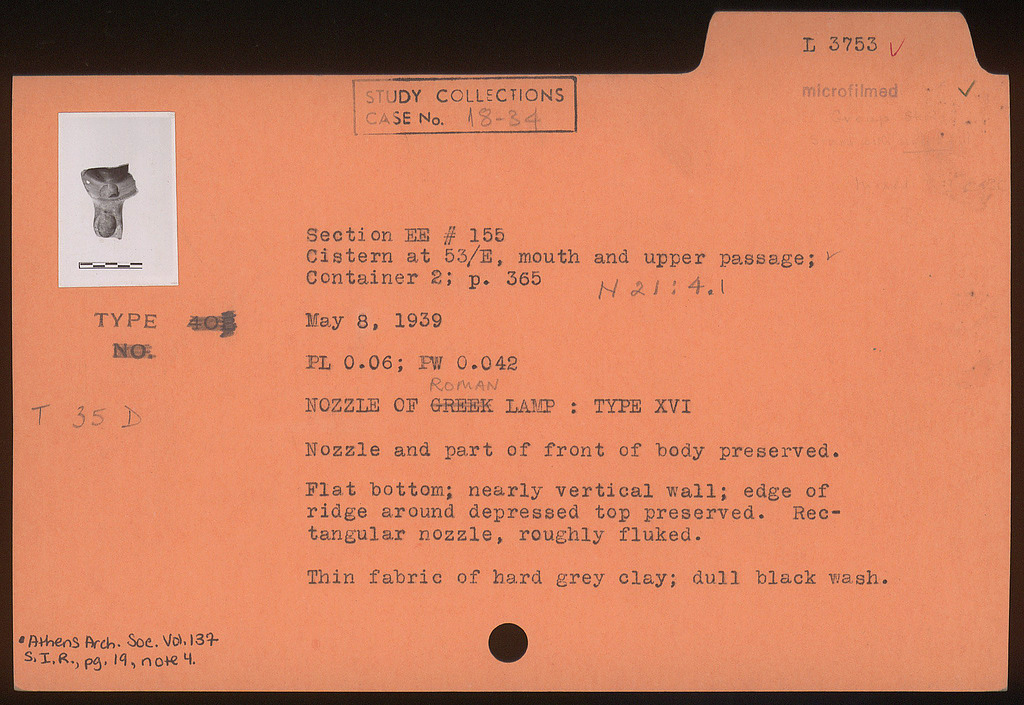 L 3753 ✓
microfilmed ✓
STUDY COLLECTIONS
CASE No. 18-34
Section EE # 155
Cistern at 53/E, mouth and upper passage; ✓
Container 2; p. 365
N 21 : 4.1
TYPE
NO.
May 8, 1939
PL 0.06; PW 0.042
ROMAN
NOZZLE OF GREEK LAMP : TYPE XVI
T 35 D
Nozzle and part of front of body preserved.
Flat bottom; nearly vertical wall; edge of
ridge around depressed top preserved. Rec-
tangular nozzle, roughly fluked.
Thin fabric of hard grey clay; dull black wash.
•Athens Arch. Soc. Vol. 137
S.I.R., pg. 19, note 4.